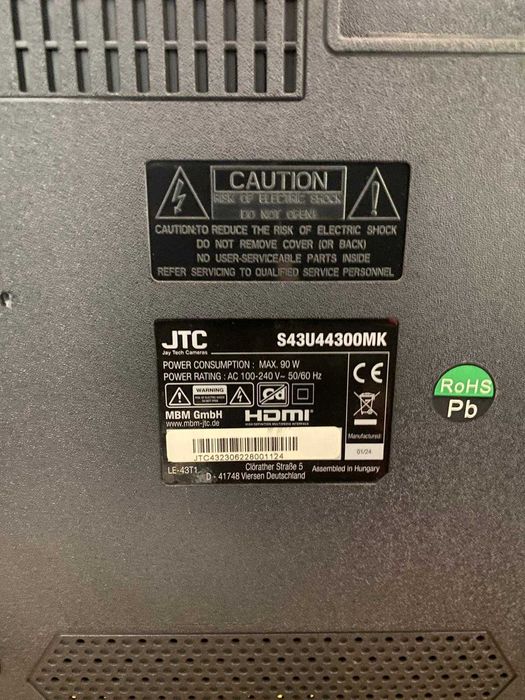 CAUTION
RISK OF ELECTRIC SHOCK
DO NOT OPEN!
CAUTION:TO REDUCE THE RISK OF ELECTRIC SHOCK
DO NOT REMOVE COVER (OR BACK)
NO USER-SERVICEABLE PARTS INSIDE
REFER SERVICING TO QUALIFIED SERVICE PERSONNEL
JTC S43U44300MK
Jay Tech Cameras
POWER CONSUMPTION : MAX. 90 W
POWER RATING : AC 100-240 V~ 50/60 Hz
CE
WARNING
MBM GmbH
www.mbm-jtc.de
HDMI
HIGH-DEFINITION MULTIMEDIA INTERFACE
Manufactured:
01/24
JTC432306228001124
LE-43T1
Clörather Straße 5
D - 41748 Viersen Deutschland
Assembled in Hungary
RoHS
Pb